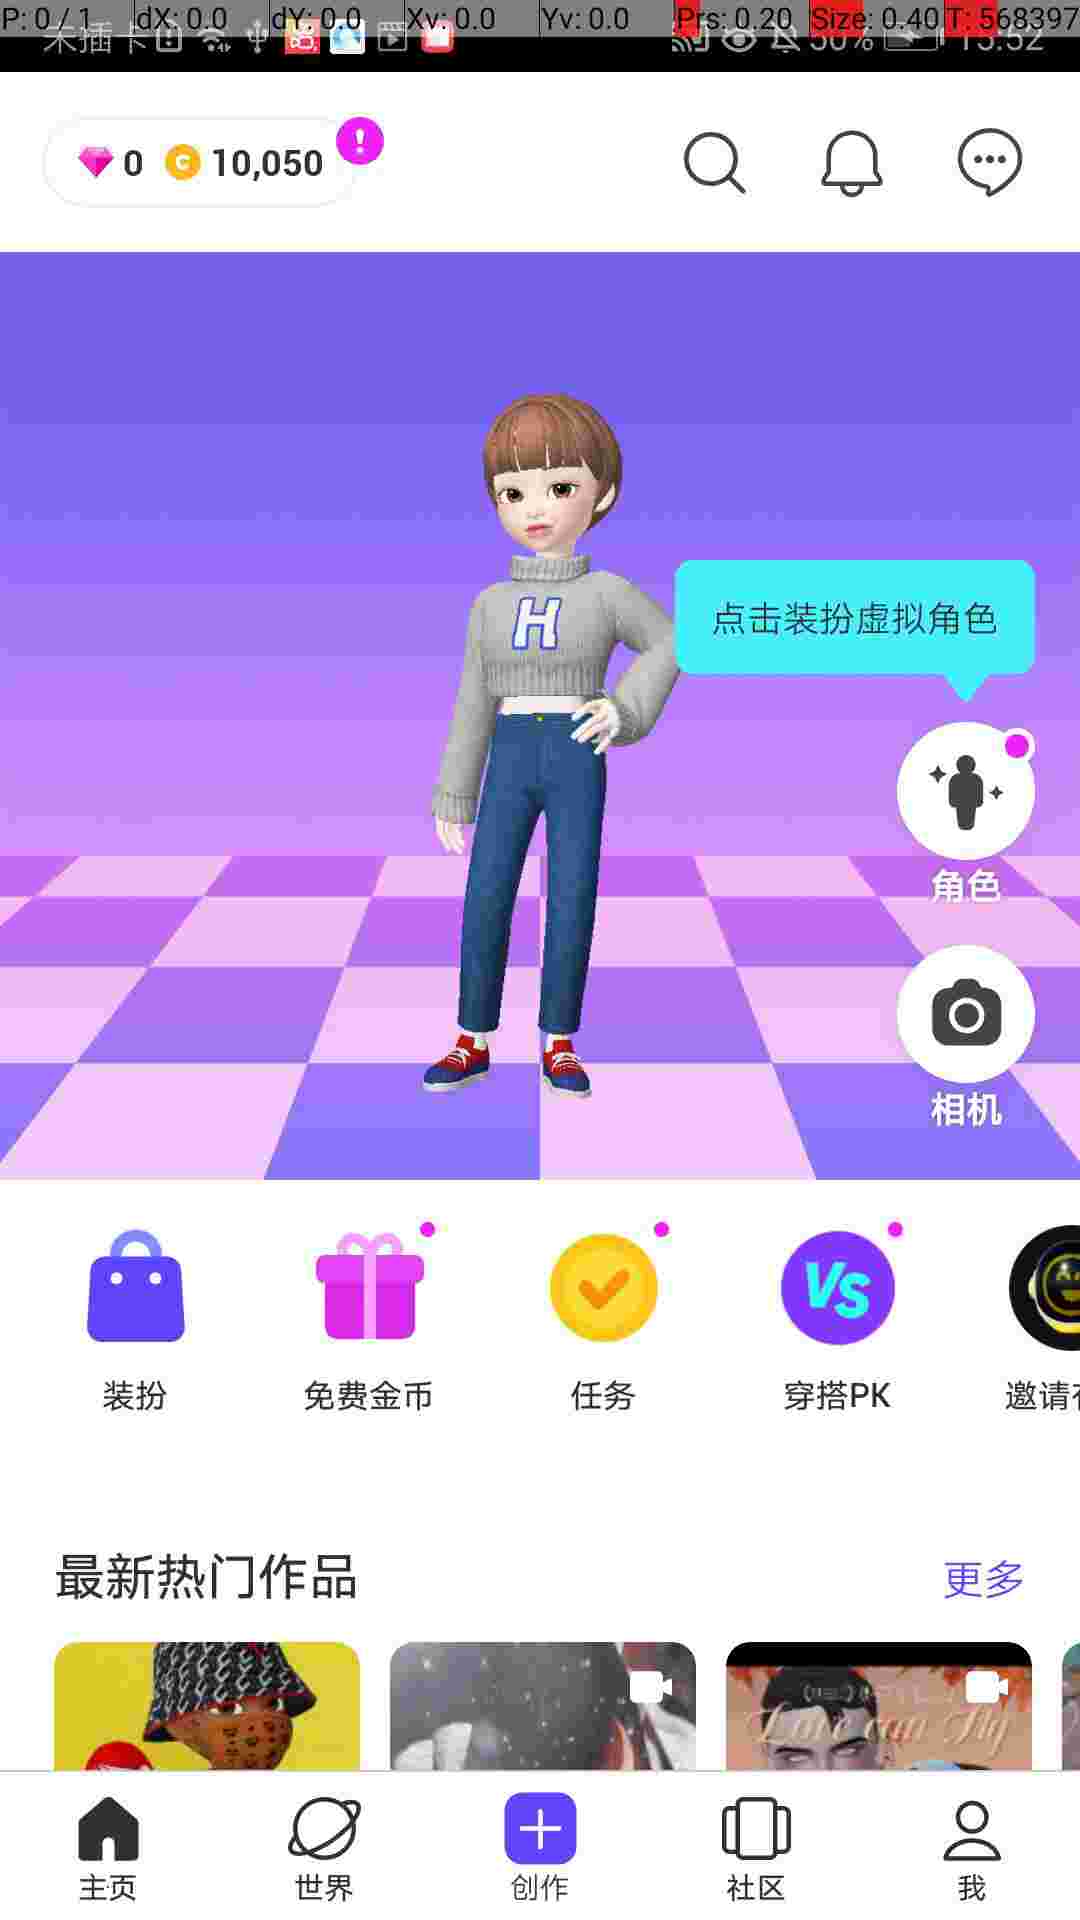 P: 0 / 1 dX: 0.0 dY: 0.0 Xv: 0.0 Yv: 0.0 Prs: 0.20 Size: 0.40 T: 568397
未插卡 50% 15:52
0 C 10,050 !
H
点击装扮虚拟角色
角色
相机
VS
装扮 免费金币 任务 穿搭PK 邀请
最新热门作品 更多
Love can fly
主页 世界 创作 社区 我